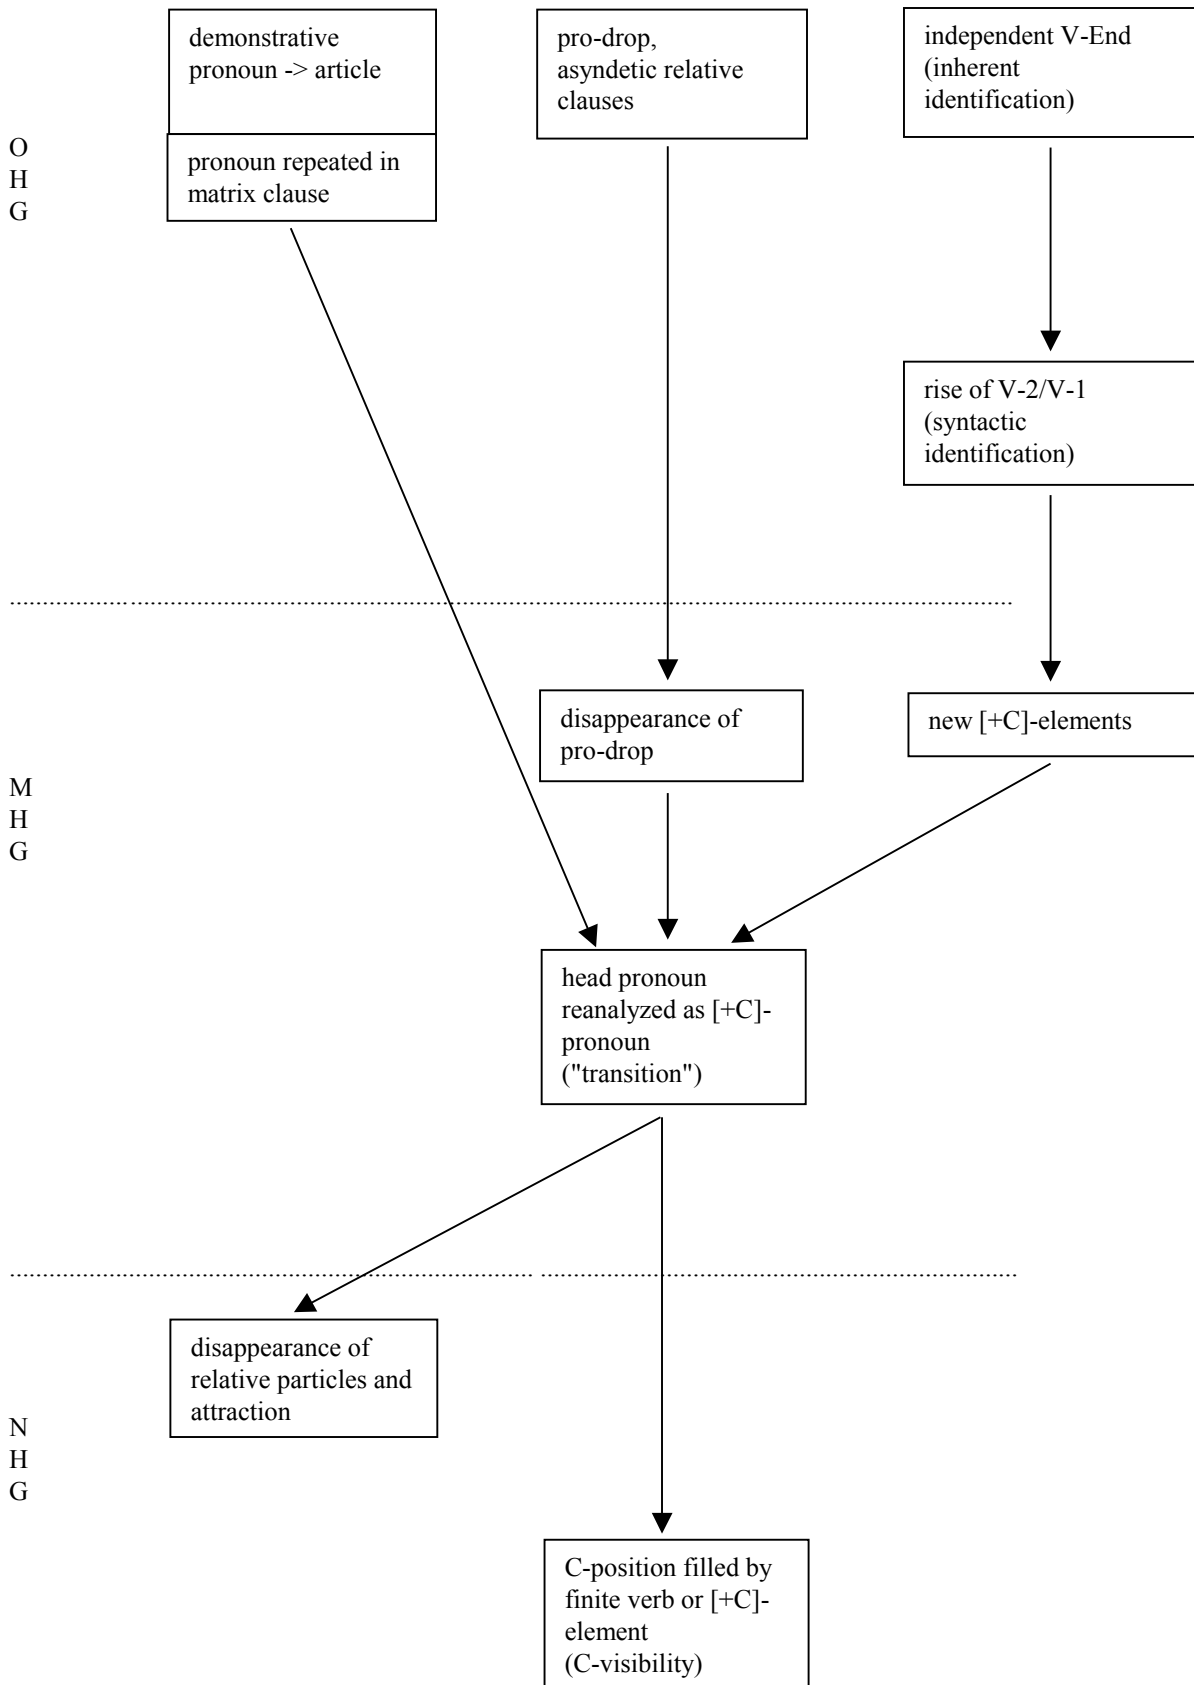 demonstrative
pronoun -> article
pro-drop,
asyndetic relative
clauses
independent V-End
(inherent
identification)
O
H
G
pronoun repeated in
matrix clause
rise of V-2/V-1
(syntactic
identification)
M
H
G
disappearance of
pro-drop
new [+C]-elements
head pronoun
reanalyzed as [+C]-
pronoun
("transition")
N
H
G
disappearance of
relative particles and
attraction
C-position filled by
finite verb or [+C]-
element
(C-visibility)